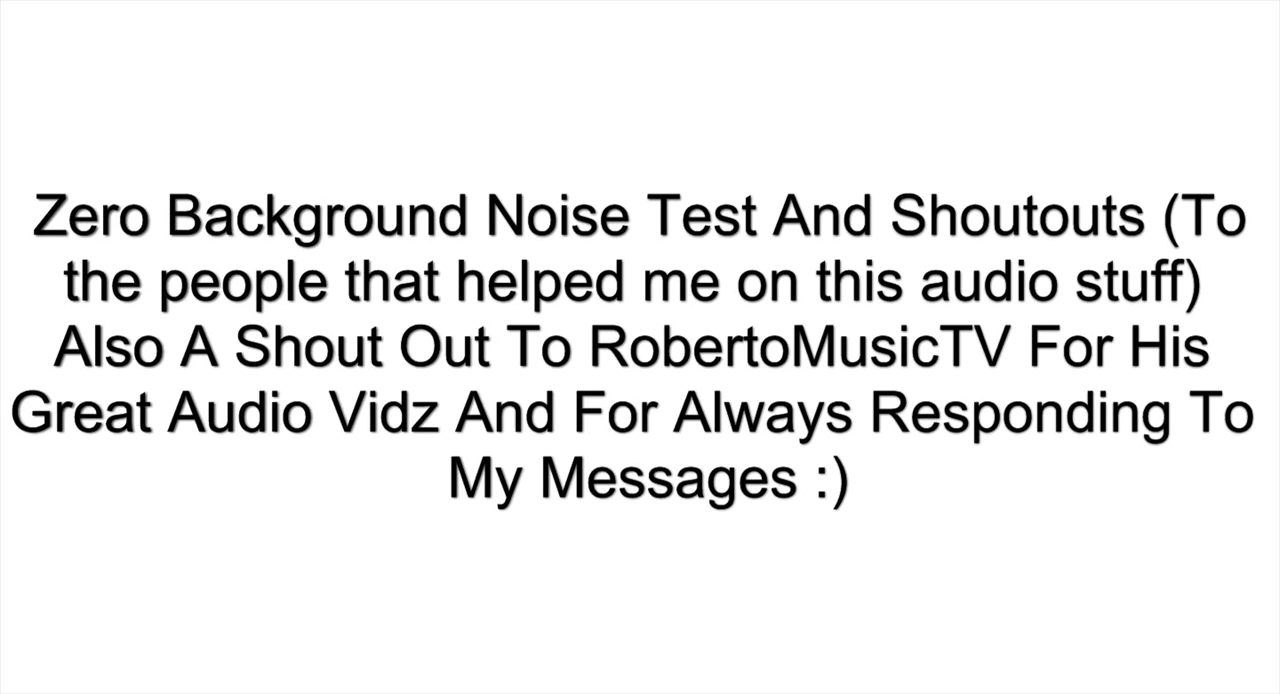 Zero Background Noise Test And Shoutouts (To
the people that helped me on this audio stuff)
Also A Shout Out To RobertoMusicTV For His
Great Audio Vidz And For Always Responding To
My Messages :)